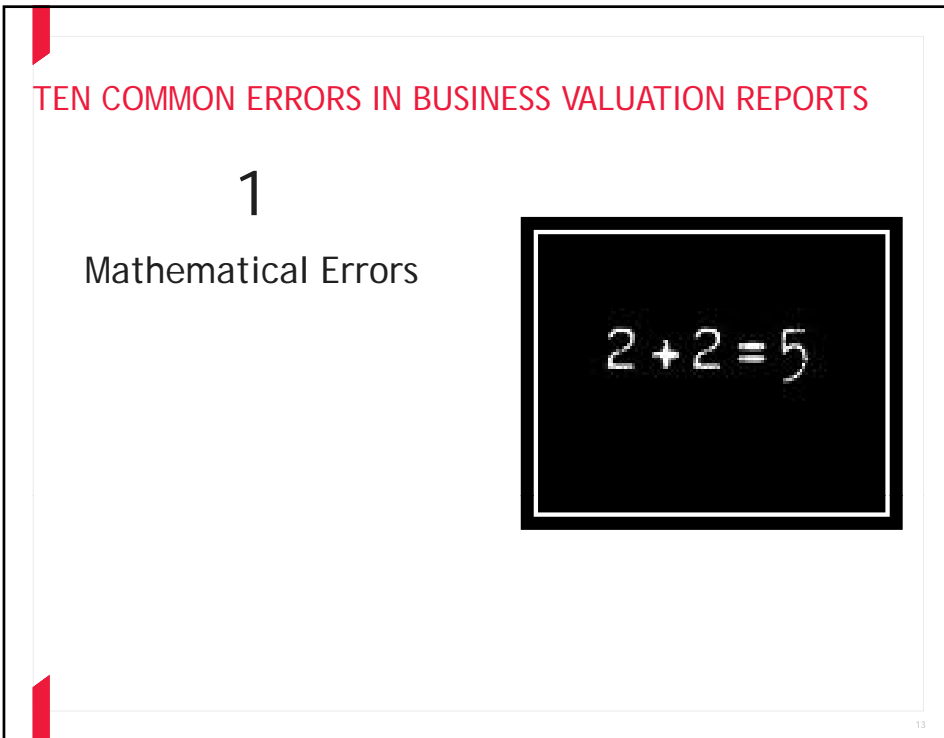 TEN COMMON ERRORS IN BUSINESS VALUATION REPORTS
1
Mathematical Errors
2 + 2 = 5
13